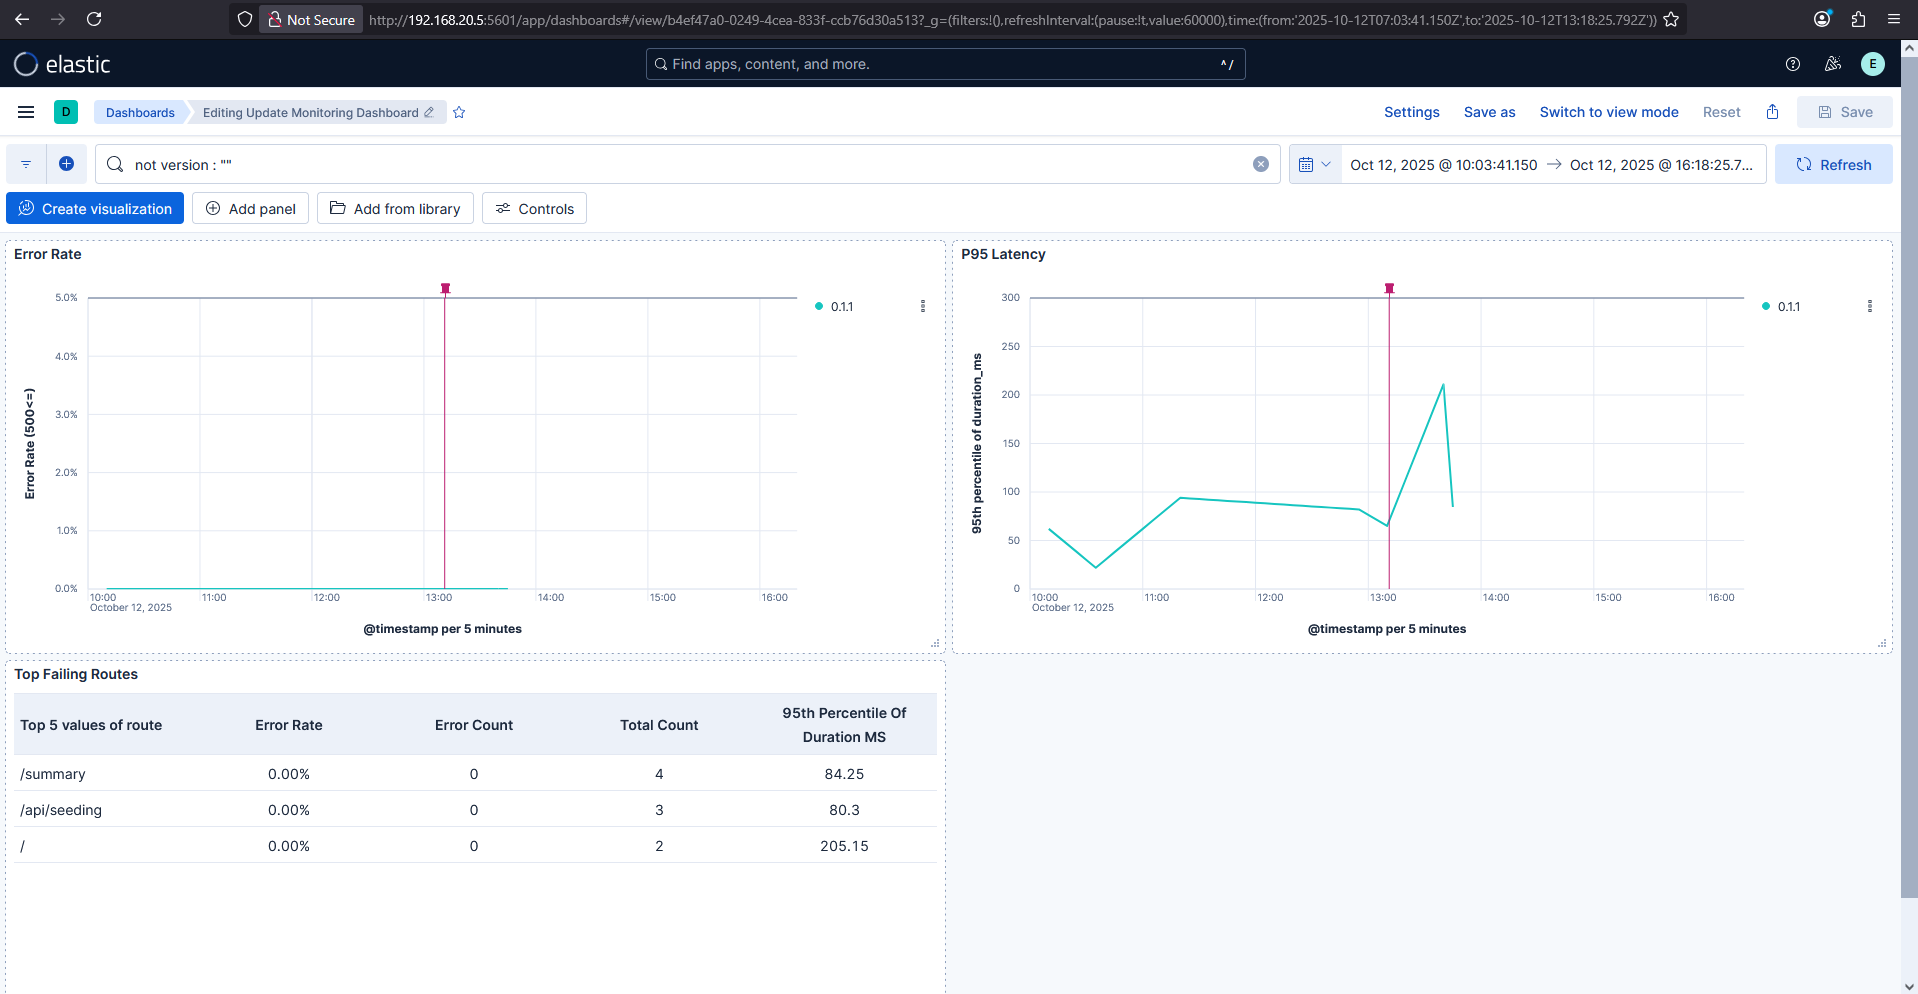 Not Secure
http://192.168.20.5:5601/app/dashboards#/view/b4ef47a0-0249-4cea-833f-ccb76d30a513?_g=(filters:!(),refreshInterval:(pause:!t,value:60000),time:(from:'2025-10-12T07:03:41.150Z',to:'2025-10-12T13:18:25.792Z'))
elastic
Find apps, content, and more.
^/
E
D
Dashboards
Editing Update Monitoring Dashboard
Settings
Save as
Switch to view mode
Reset
Save
not version : ""
Oct 12, 2025 @ 10:03:41.150 → Oct 12, 2025 @ 16:18:25.7...
Refresh
Create visualization
Add panel
Add from library
Controls
Error Rate
5.0%
4.0%
3.0%
2.0%
1.0%
0.0%
Error Rate (500<=)
10:00 11:00 12:00 13:00 14:00 15:00 16:00
October 12, 2025
@timestamp per 5 minutes
0.1.1
P95 Latency
300
250
200
150
100
50
0
95th percentile of duration_ms
10:00 11:00 12:00 13:00 14:00 15:00 16:00
October 12, 2025
@timestamp per 5 minutes
0.1.1
Top Failing Routes
Top 5 values of route Error Rate Error Count Total Count 95th Percentile Of
Duration MS
/summary 0.00% 0 4 84.25
/api/seeding 0.00% 0 3 80.3
/ 0.00% 0 2 205.15